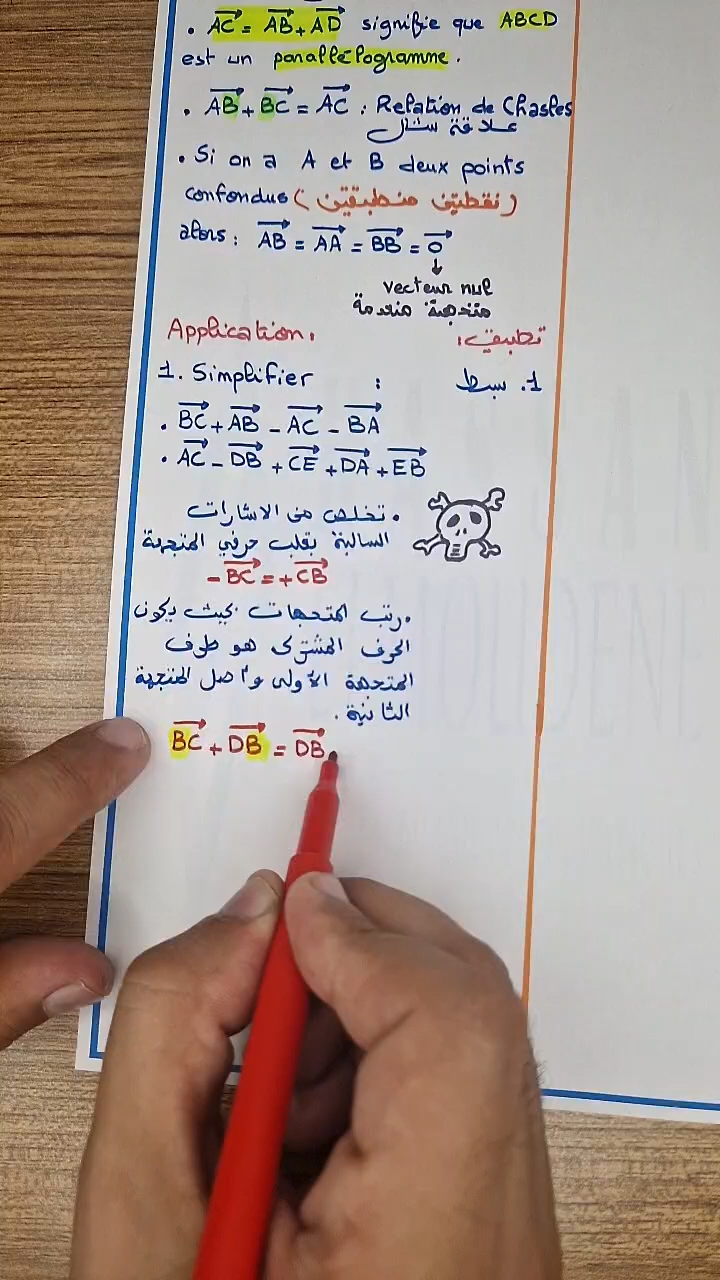 . AC = AB + AD signifie que ABCD
est un parallélogramme.
. AB + BC = AC : Relation de Chasles
علاقة شال
. Si on a A et B deux points
confondus (نقطتين منطبقتين)
alors : AB = AA = BB = 0
vecteur nul
متجهة منعدمة
Application. تطبيق:
1. Simplifier : 1. بسط
. BC + AB - AC - BA
. AC - DB + CE + DA + EB
. تخلص من الاشارات
السالبة بقلب حرفي المتجهة
- BC = + CB
. رتب المتجهات بحيث يكون
الحرف المشترك هو طرف
المتجهة الأولى وأصل المتجهة
الثانية.
BC + DB = DB